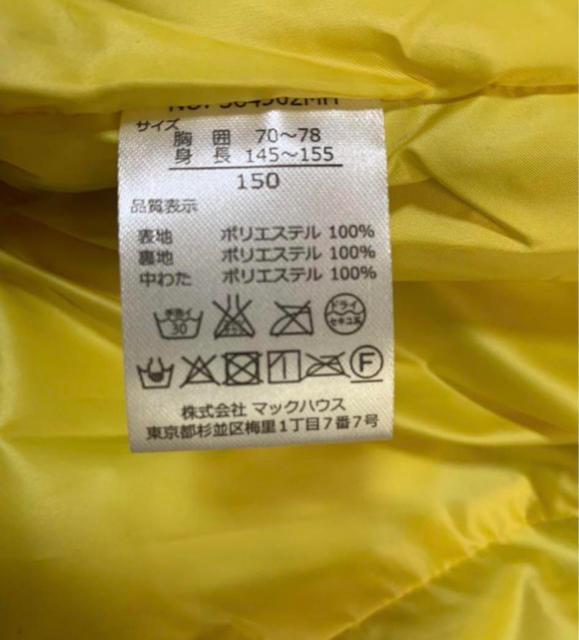 サイズ
胸 囲 70〜78
身 長 145〜155
150
品質表示
表地 ポリエステル 100%
裏地 ポリエステル 100%
中わた ポリエステル 100%
手洗イ
30
ドライ
セキユ系
F
株式会社 マックハウス
東京都杉並区梅里1丁目7番7号